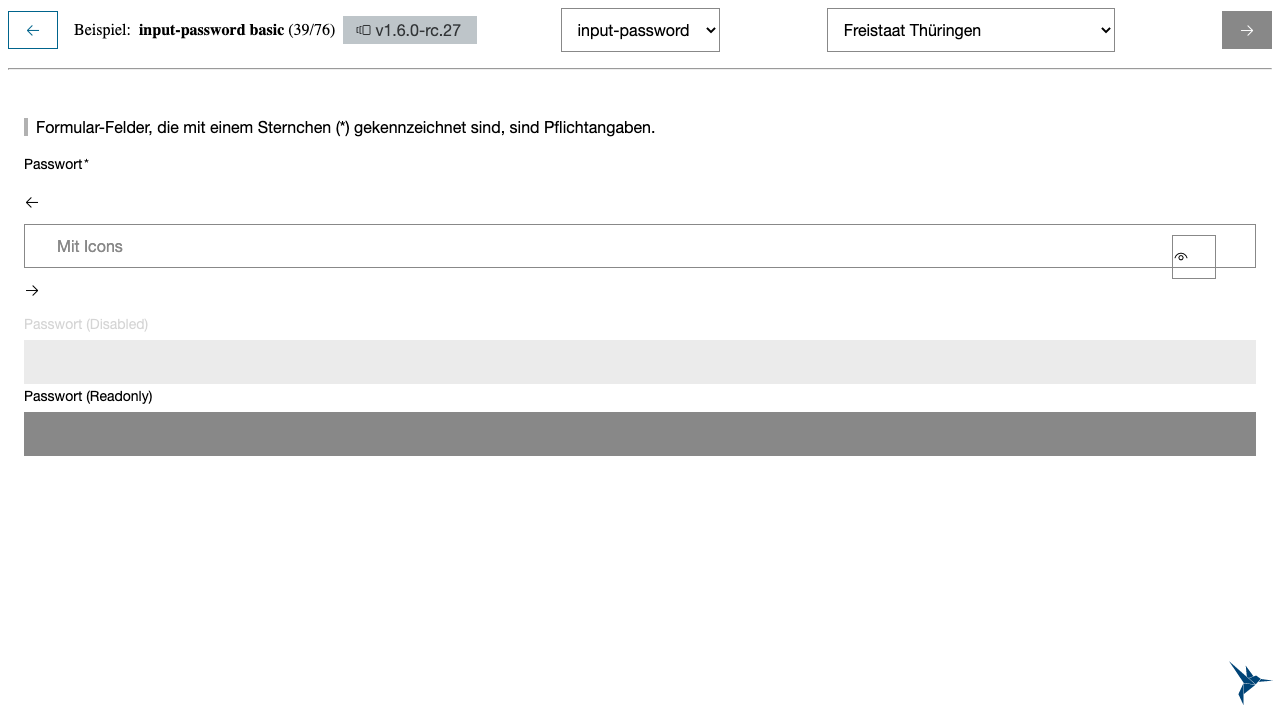 Beispiel: input-password basic (39/76) v1.6.0-rc.27 input-password Freistaat Thüringen
Formular-Felder, die mit einem Sternchen (*) gekennzeichnet sind, sind Pflichtangaben.
Passwort*
Mit Icons
Passwort (Disabled)
Passwort (Readonly)